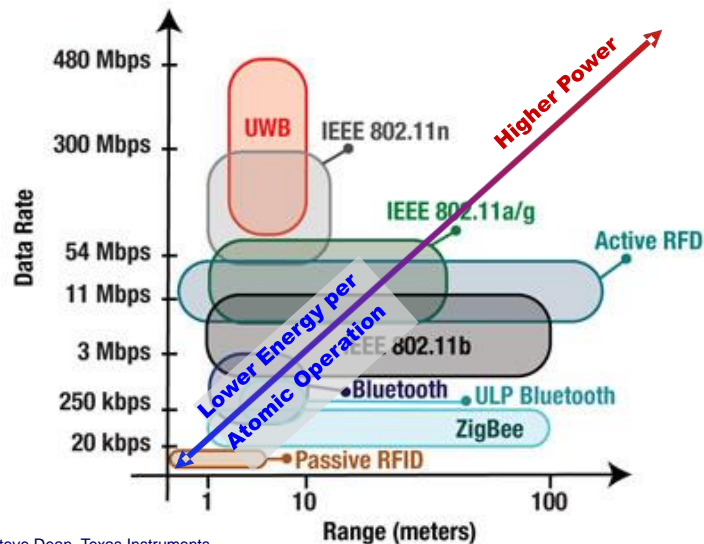 480 Mbps
Higher Power
UWB
IEEE 802.11n
300 Mbps
Data Rate
IEEE 802.11a/g
Active RFD
54 Mbps
11 Mbps
Lower Energy per
Atomic Operation
IEEE 802.11b
3 Mbps
Bluetooth
ULP Bluetooth
250 kbps
ZigBee
20 kbps
Passive RFID
1 10 100
Range (meters)
Dean, Texas Instruments